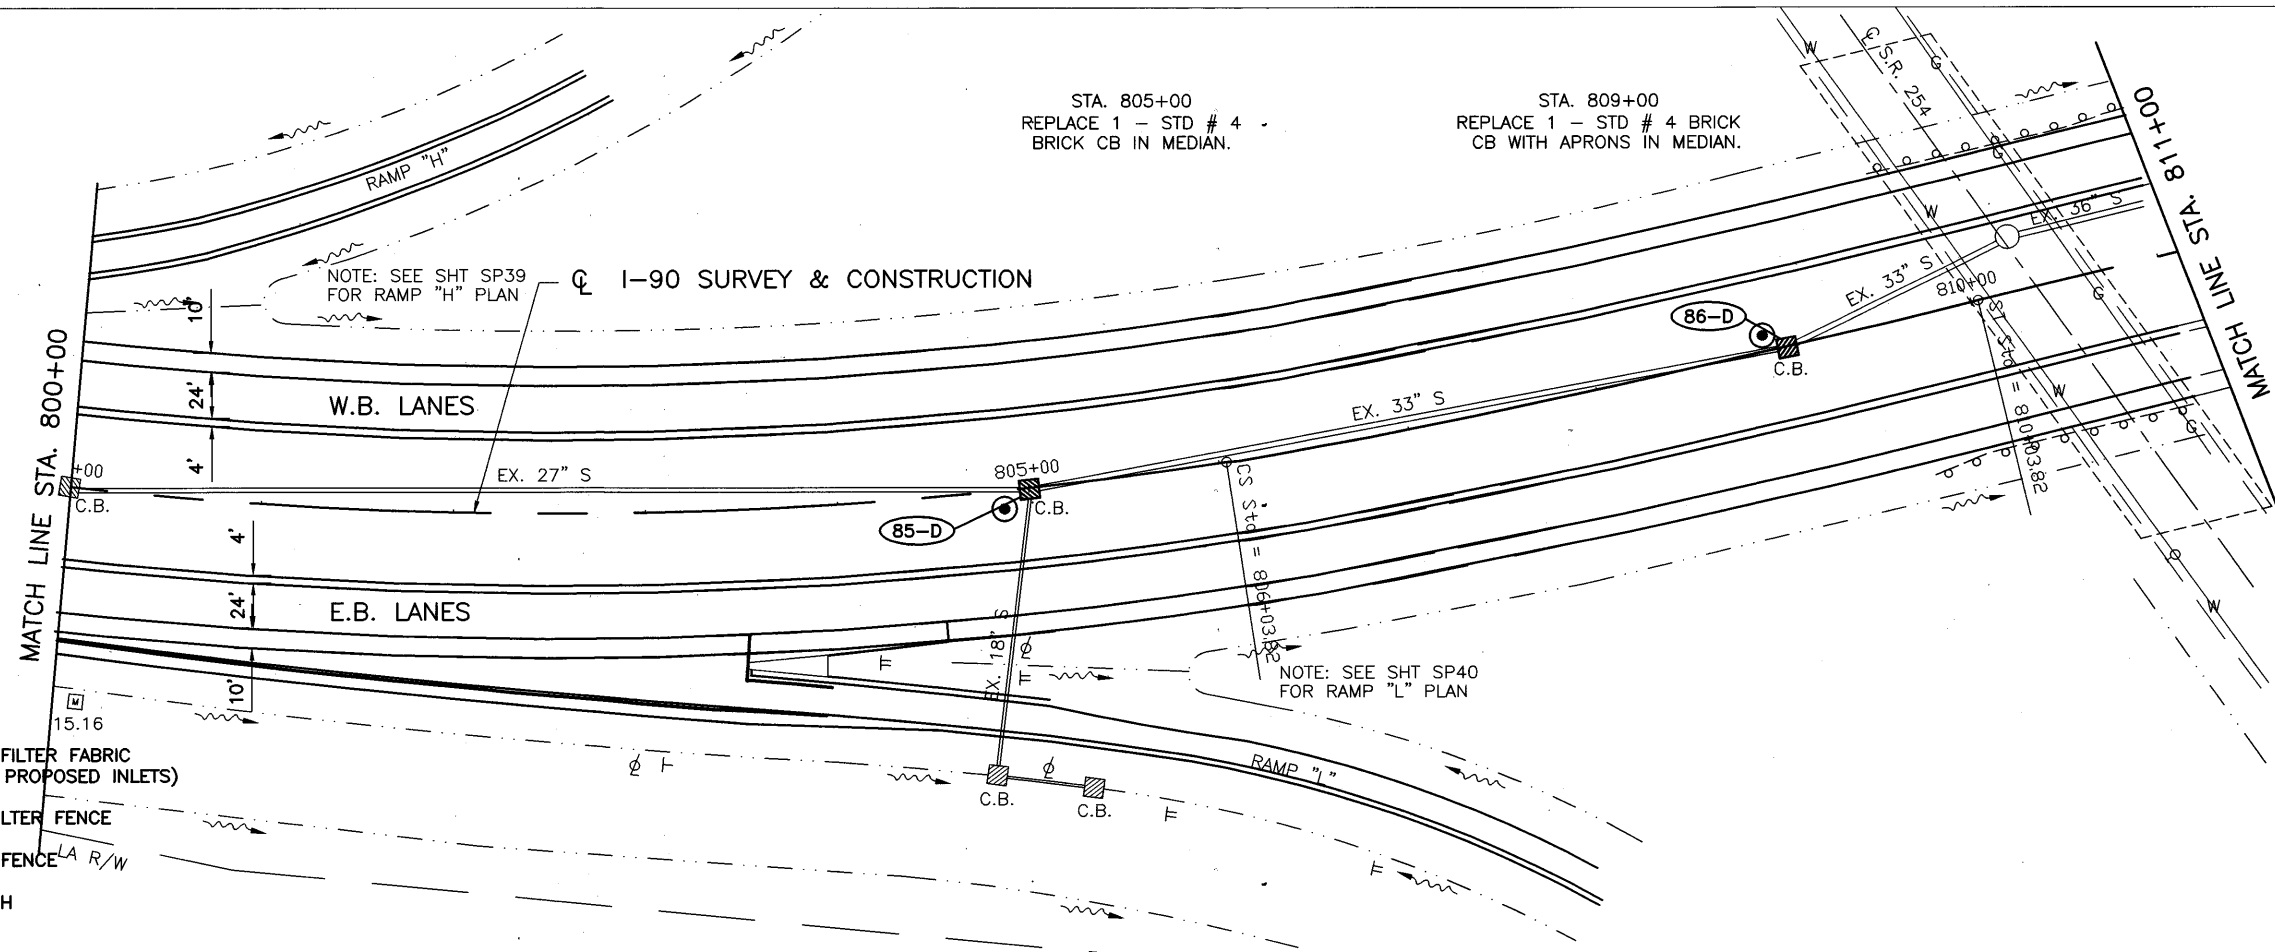 STA. 805+00
REPLACE 1 – STD # 4
BRICK CB IN MEDIAN.
STA. 809+00
REPLACE 1 – STD # 4 BRICK
CB WITH APRONS IN MEDIAN.
W
G
℄ S.R. 254
MATCH LINE STA. 811+00
RAMP "H"
G
W
EX. 36" S
NOTE: SEE SHT SP39
FOR RAMP "H" PLAN
℄ I–90 SURVEY & CONSTRUCTION
10'
EX. 33" S
810+00
G
86–D
C.B.
ST Sta = 810+03.82
MATCH LINE STA. 800+00
24'
W.B. LANES
4'
EX. 33" S
W
G
+00
C.B.
EX. 27" S
805+00
C.B.
85–D
CS Sta = 806+03.82
4'
24'
E.B. LANES
10'
EX. 18" S
W
NOTE: SEE SHT SP40
FOR RAMP "L" PLAN
M
15.16
FILTER FABRIC
PROPOSED INLETS)
RAMP "L"
C.B.
C.B.
LTER FENCE
FENCE
LA R/W
H